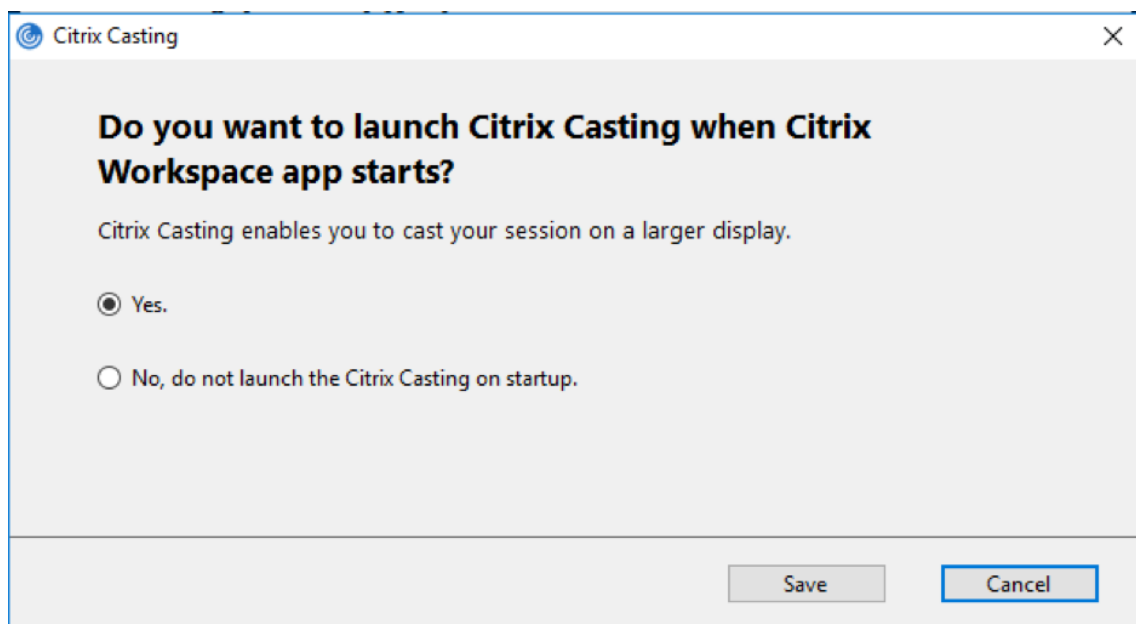 Citrix Casting
Do you want to launch Citrix Casting when Citrix
Workspace app starts?
Citrix Casting enables you to cast your session on a larger display.
Yes.
No, do not launch the Citrix Casting on startup.
Save
Cancel